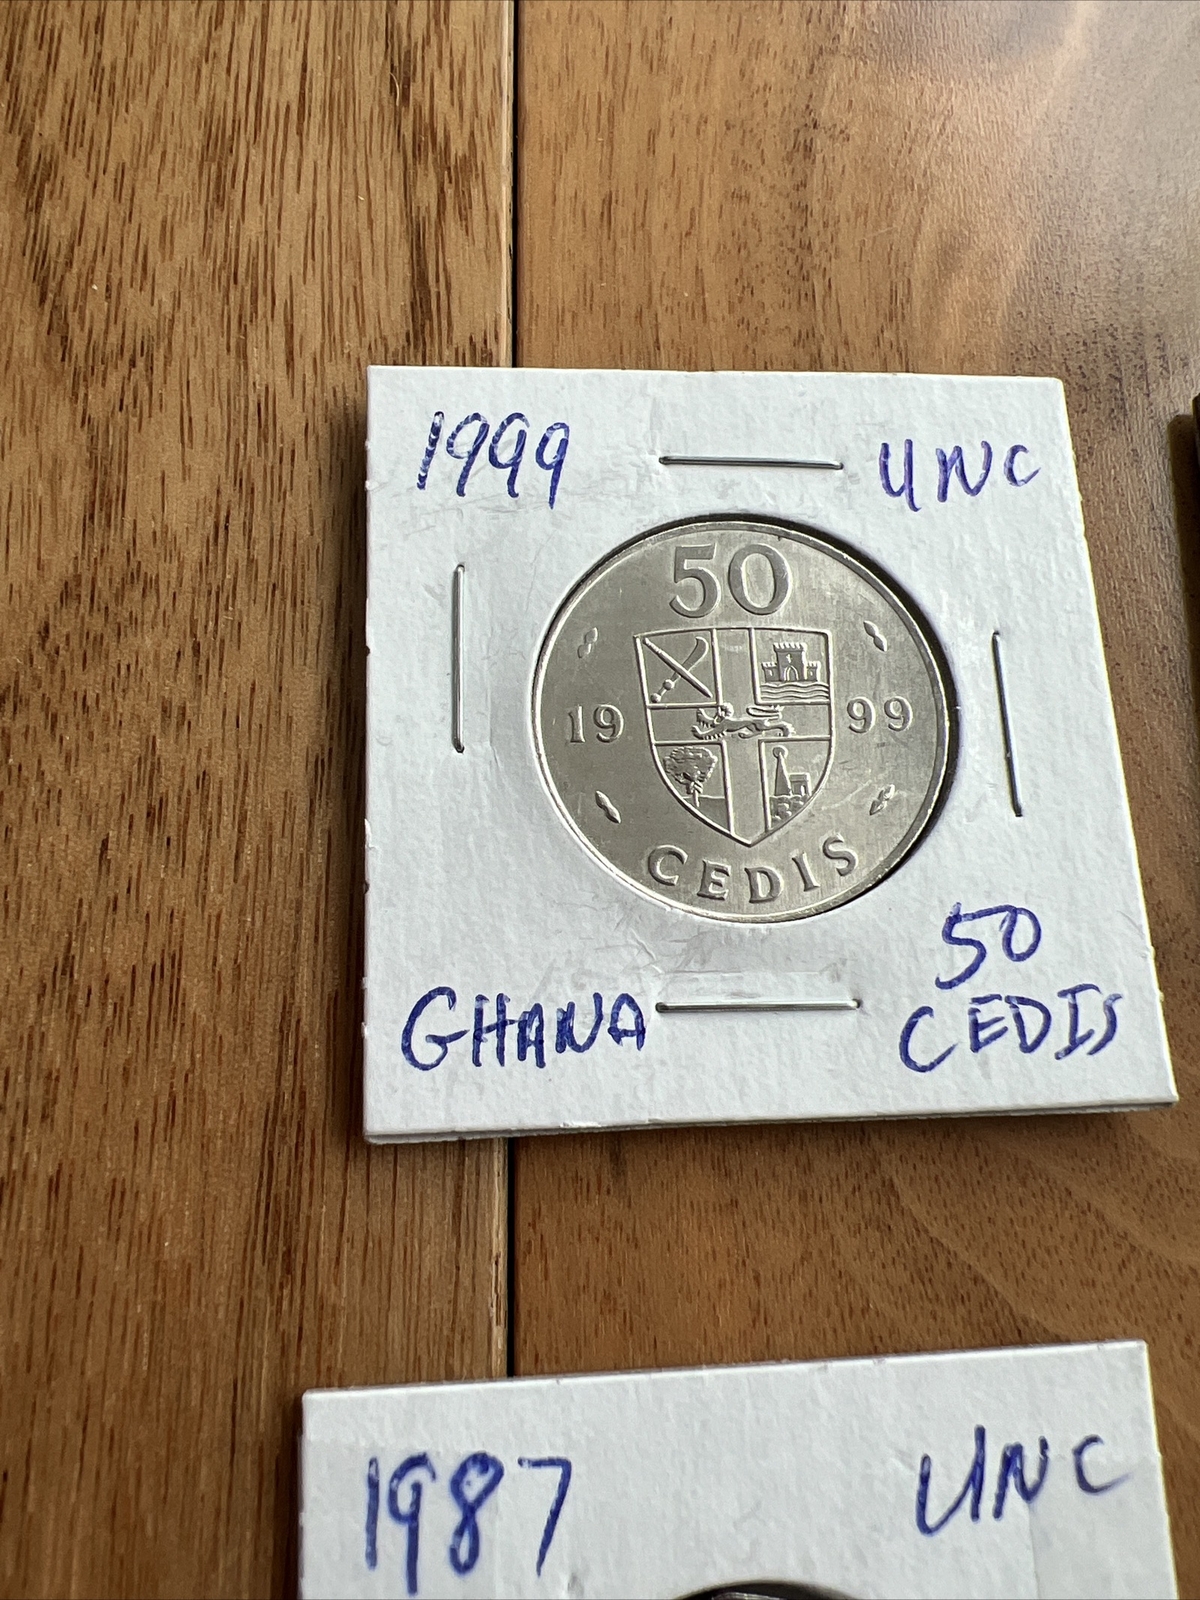 1999 UNC
50
19 99
CEDIS
50
GHANA CEDIS
1987 UNC